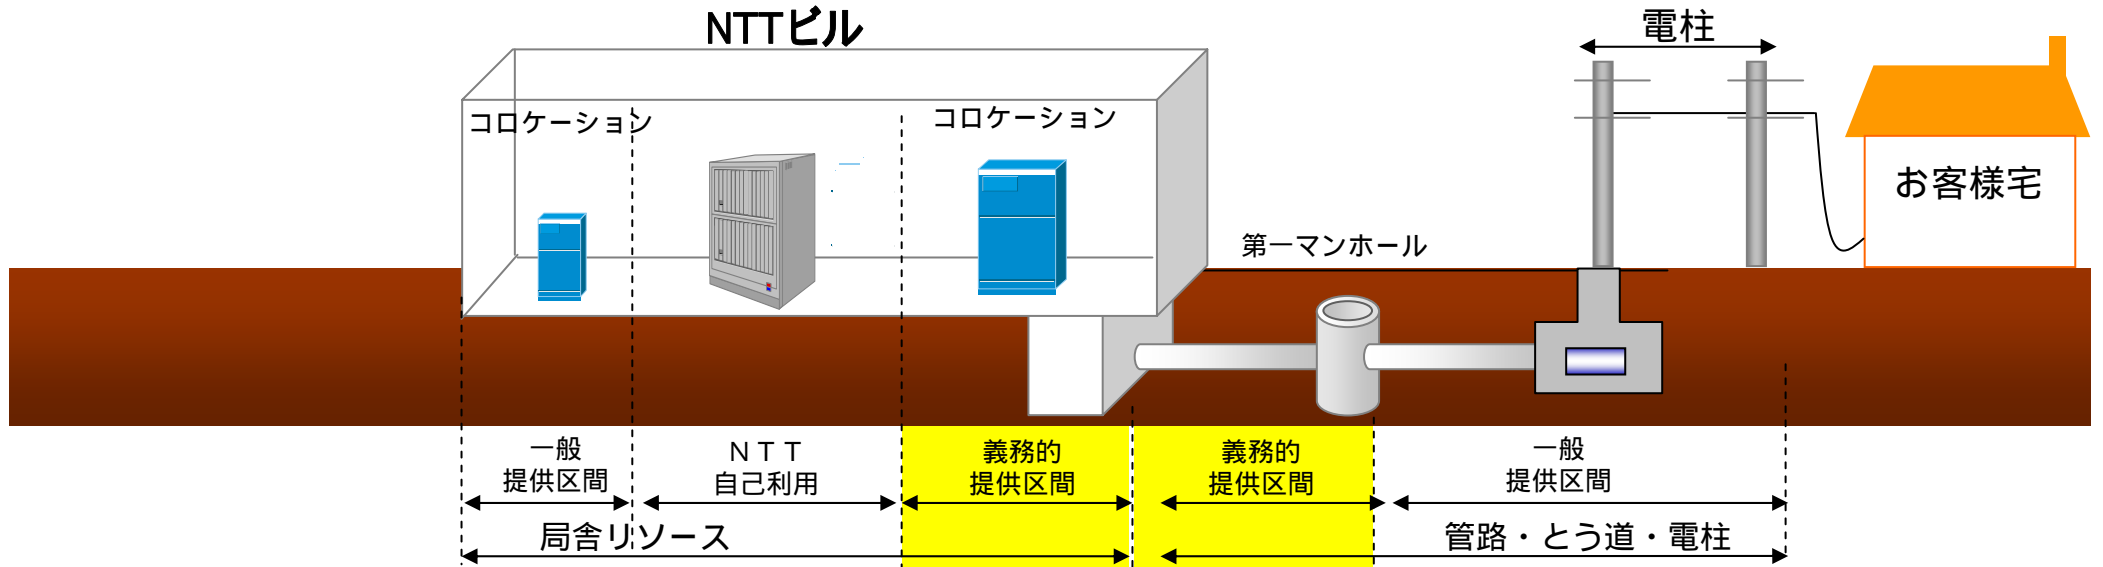 NTTビル
電柱
コロケーション
コロケーション
お客様宅
第一マンホール
一般
提供区間
ＮＴＴ
自己利用
義務的
提供区間
義務的
提供区間
一般
提供区間
局舎リソース
管路・とう道・電柱